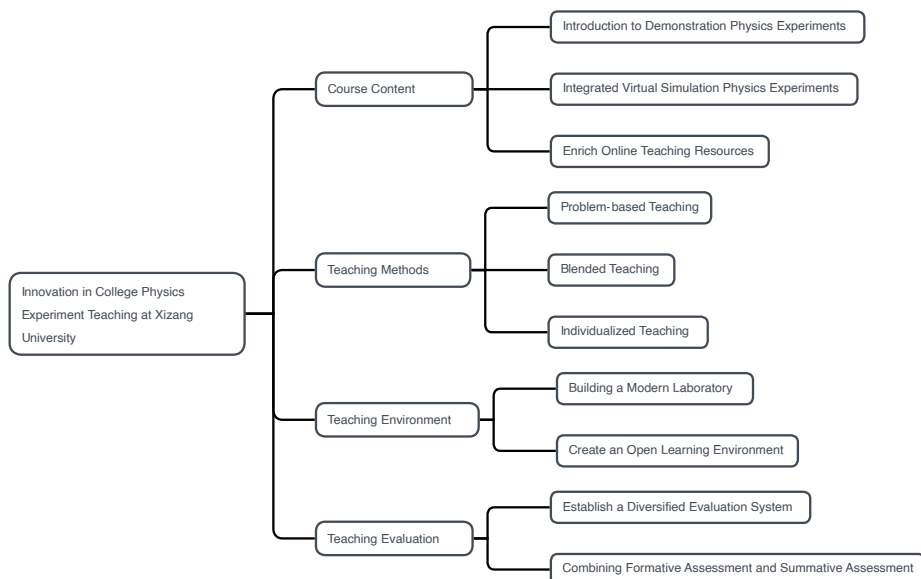 Innovation in College Physics
Experiment Teaching at Xizang
University
Course Content
Introduction to Demonstration Physics Experiments
Integrated Virtual Simulation Physics Experiments
Enrich Online Teaching Resources
Teaching Methods
Problem-based Teaching
Blended Teaching
Individualized Teaching
Teaching Environment
Building a Modern Laboratory
Create an Open Learning Environment
Teaching Evaluation
Establish a Diversified Evaluation System
Combining Formative Assessment and Summative Assessment